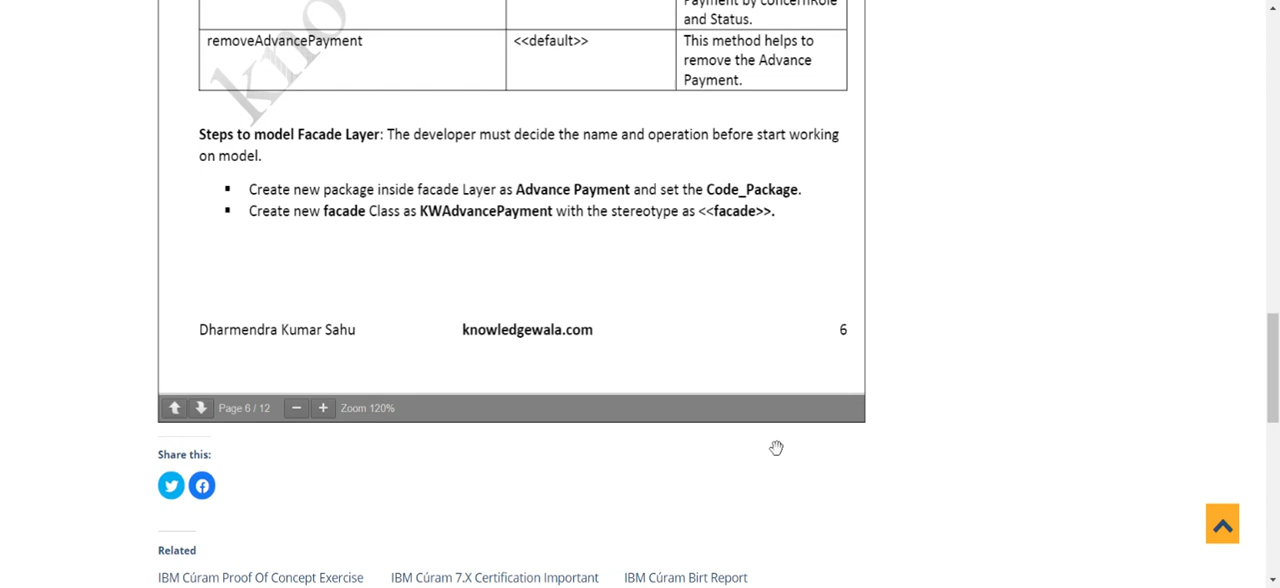 Payment by concernRole
and Status.
removeAdvancePayment <<default>> This method helps to
remove the Advance
Payment.
kno
Steps to model Facade Layer: The developer must decide the name and operation before start working
on model.
▪ Create new package inside facade Layer as Advance Payment and set the Code_Package.
▪ Create new facade Class as KWAdvancePayment with the stereotype as <<facade>>.
Dharmendra Kumar Sahu knowledgewala.com 6
Page 6 / 12 Zoom 120%
Share this:
Related
IBM Cúram Proof Of Concept Exercise IBM Cúram 7.X Certification Important IBM Cúram Birt Report